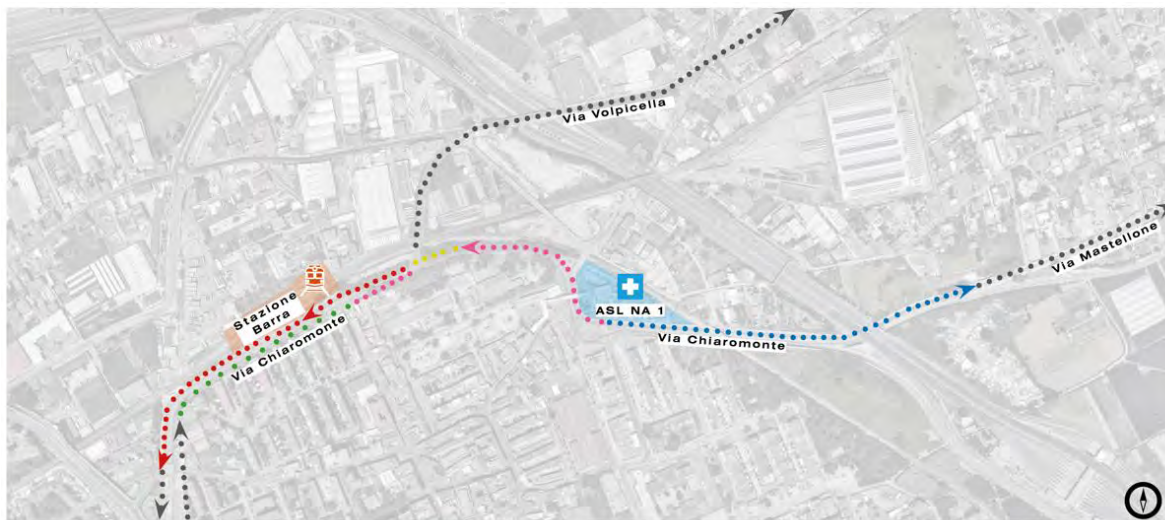 Via Volpicella
Via Mastellone
Stazione
Barra
ASL NA 1
Via Chiaromonte
Via Chiaromonte